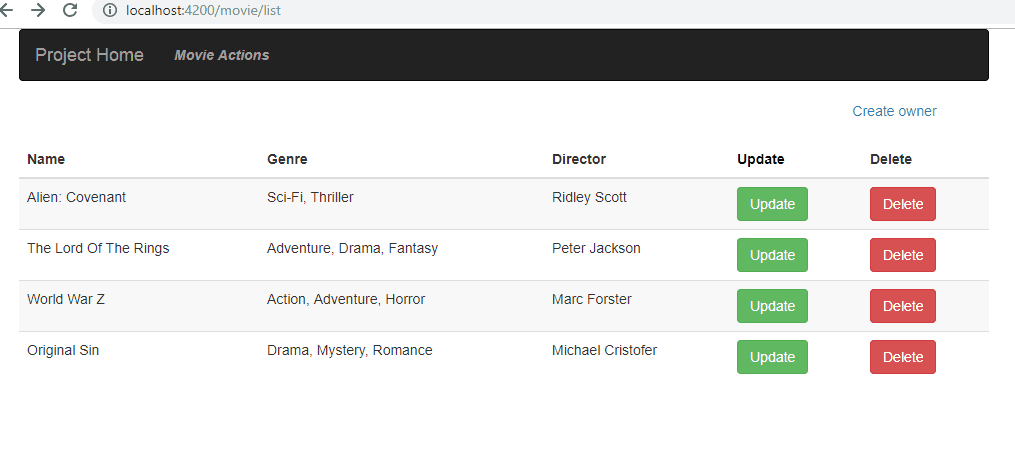 localhost:4200/movie/list
Project Home Movie Actions
Create owner
Name Genre Director Update Delete
Alien: Covenant Sci-Fi, Thriller Ridley Scott Update Delete
The Lord Of The Rings Adventure, Drama, Fantasy Peter Jackson Update Delete
World War Z Action, Adventure, Horror Marc Forster Update Delete
Original Sin Drama, Mystery, Romance Michael Cristofer Update Delete